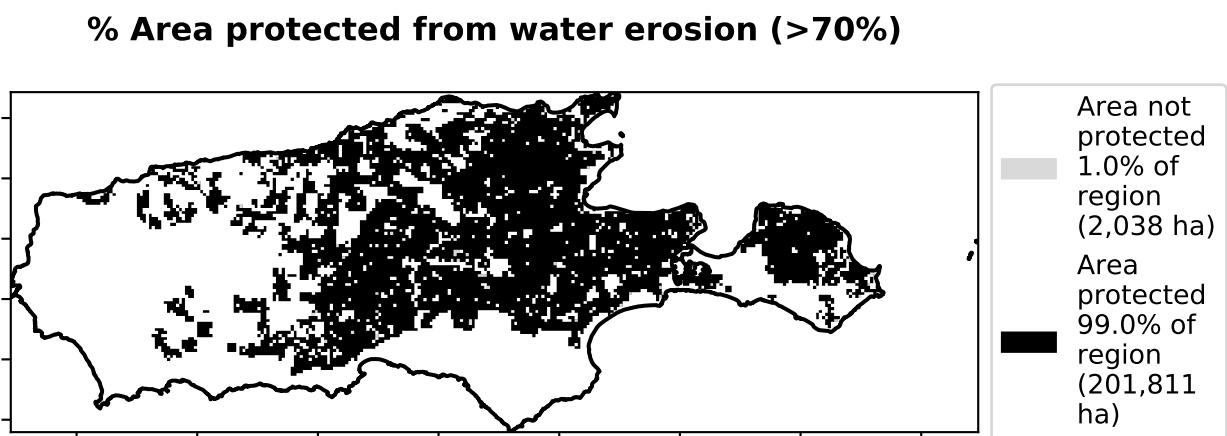 % Area protected from water erosion (>70%)
Area not
protected
1.0% of
region
(2,038 ha)
Area
protected
99.0% of
region
(201,811
ha)